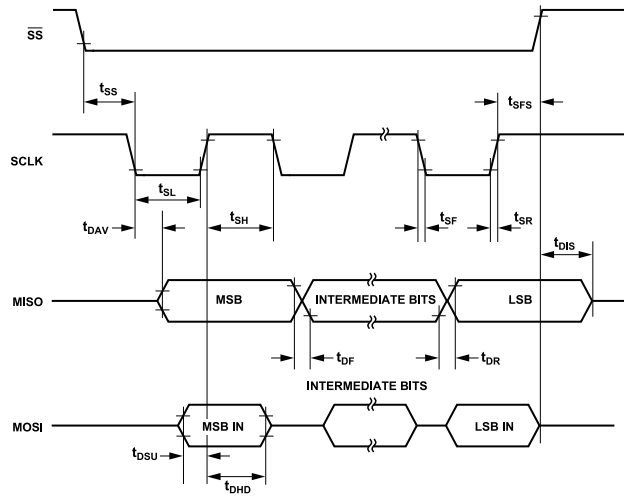 SS
tSS
tSFS
SCLK
tSL
tSH
tSF
tSR
tDAV
tDIS
MISO
MSB
INTERMEDIATE BITS
LSB
tDF
tDR
INTERMEDIATE BITS
MOSI
MSB IN
LSB IN
tDSU
tDHD